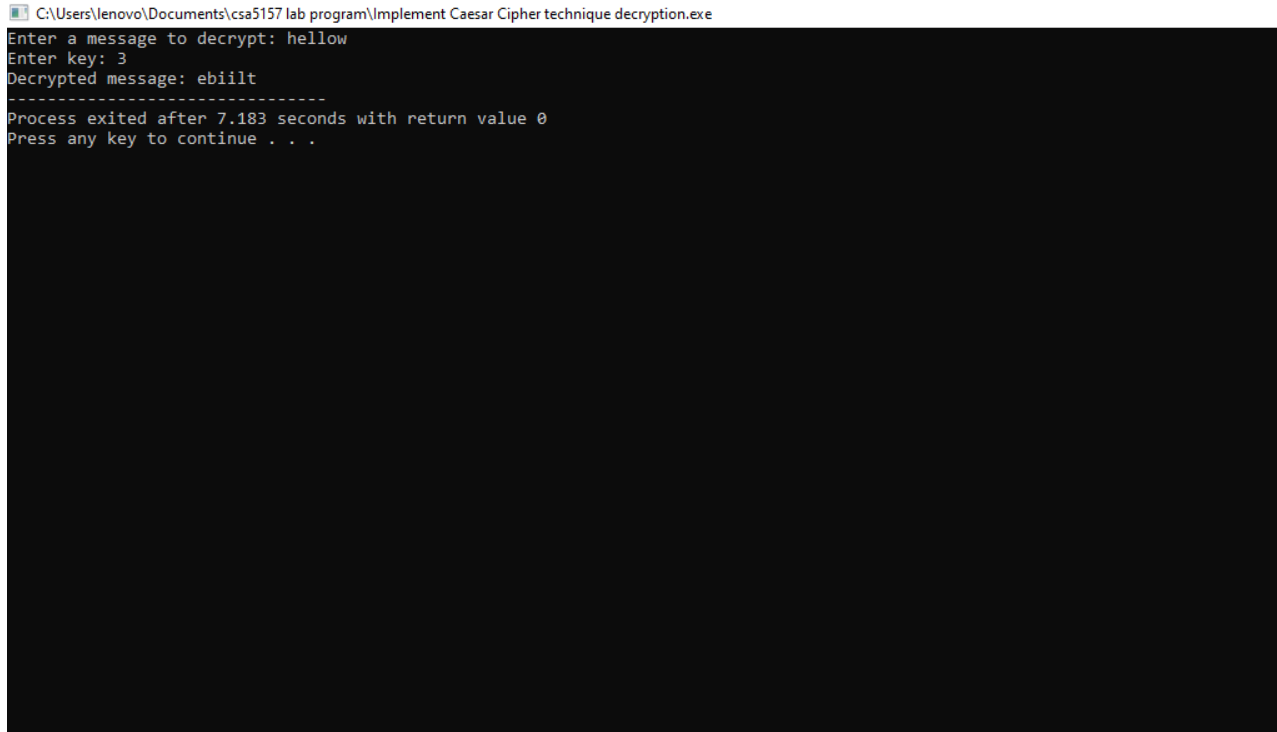 C:\Users\lenovo\Documents\csa5157 lab program\Implement Caesar Cipher technique decryption.exe
Enter a message to decrypt: hellow
Enter key: 3
Decrypted message: ebiilt
--------------------------------
Process exited after 7.183 seconds with return value 0
Press any key to continue . . .